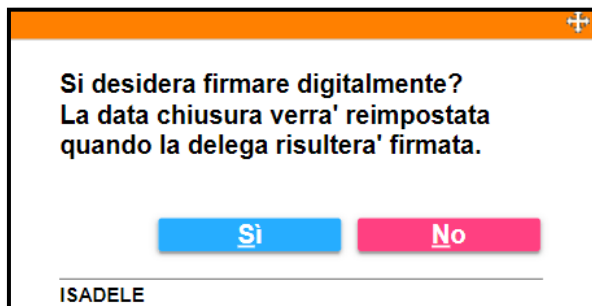 Si desidera firmare digitalmente?
La data chiusura verra' reimpostata
quando la delega risultera' firmata.
Sì No
ISADELE